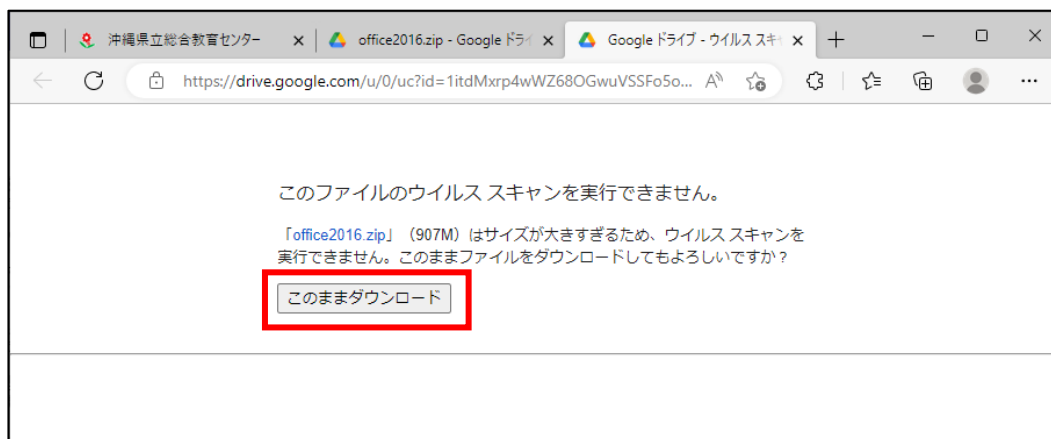 沖縄県立総合教育センター
office2016.zip - Google ドライ
Google ドライブ - ウイルス スキ
https://drive.google.com/u/0/uc?id=1itdMxrp4wWZ68OGwuVSSFo5o...
このファイルのウイルス スキャンを実行できません。
「office2016.zip」（907M）はサイズが大きすぎるため、ウイルス スキャンを
実行できません。このままファイルをダウンロードしてもよろしいですか？
このままダウンロード